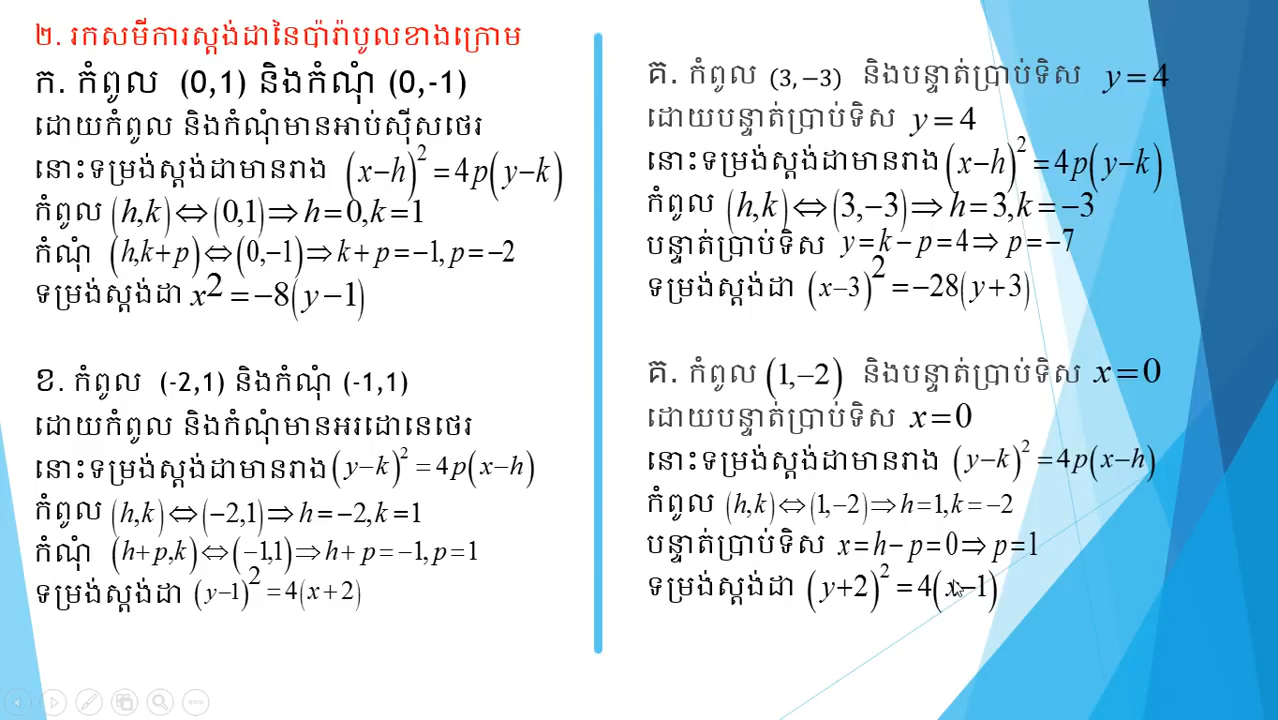 ២. រកសមីការស្តង់ដានៃប៉ារ៉ាបូលខាងក្រោម
ក. កំពូល (0,1) និងកំណុំ (0,-1)
ដោយកំពូល និងកំណុំមានអាប់ស៊ីសថេរ
នោះទម្រង់ស្តង់ដាមានរាង (x−h)² = 4p(y−k)
កំពូល (h,k) ⇔ (0,1) ⇒ h = 0, k = 1
កំណុំ (h,k+p) ⇔ (0,−1) ⇒ k + p = −1, p = −2
ទម្រង់ស្តង់ដា x² = −8(y−1)
ខ. កំពូល (-2,1) និងកំណុំ (-1,1)
ដោយកំពូល និងកំណុំមានអរដោនេថេរ
នោះទម្រង់ស្តង់ដាមានរាង (y−k)² = 4p(x−h)
កំពូល (h,k) ⇔ (−2,1) ⇒ h = −2, k = 1
កំណុំ (h+p,k) ⇔ (−1,1) ⇒ h + p = −1, p = 1
ទម្រង់ស្តង់ដា (y−1)² = 4(x+2)
គ. កំពូល (3,−3) និងបន្ទាត់ប្រាប់ទិស y = 4
ដោយបន្ទាត់ប្រាប់ទិស y = 4
នោះទម្រង់ស្តង់ដាមានរាង (x−h)² = 4p(y−k)
កំពូល (h,k) ⇔ (3,−3) ⇒ h = 3, k = −3
បន្ទាត់ប្រាប់ទិស y = k − p = 4 ⇒ p = −7
ទម្រង់ស្តង់ដា (x−3)² = −28(y+3)
គ. កំពូល (1,−2) និងបន្ទាត់ប្រាប់ទិស x = 0
ដោយបន្ទាត់ប្រាប់ទិស x = 0
នោះទម្រង់ស្តង់ដាមានរាង (y−k)² = 4p(x−h)
កំពូល (h,k) ⇔ (1,−2) ⇒ h = 1, k = −2
បន្ទាត់ប្រាប់ទិស x = h − p = 0 ⇒ p = 1
ទម្រង់ស្តង់ដា (y+2)² = 4(x−1)